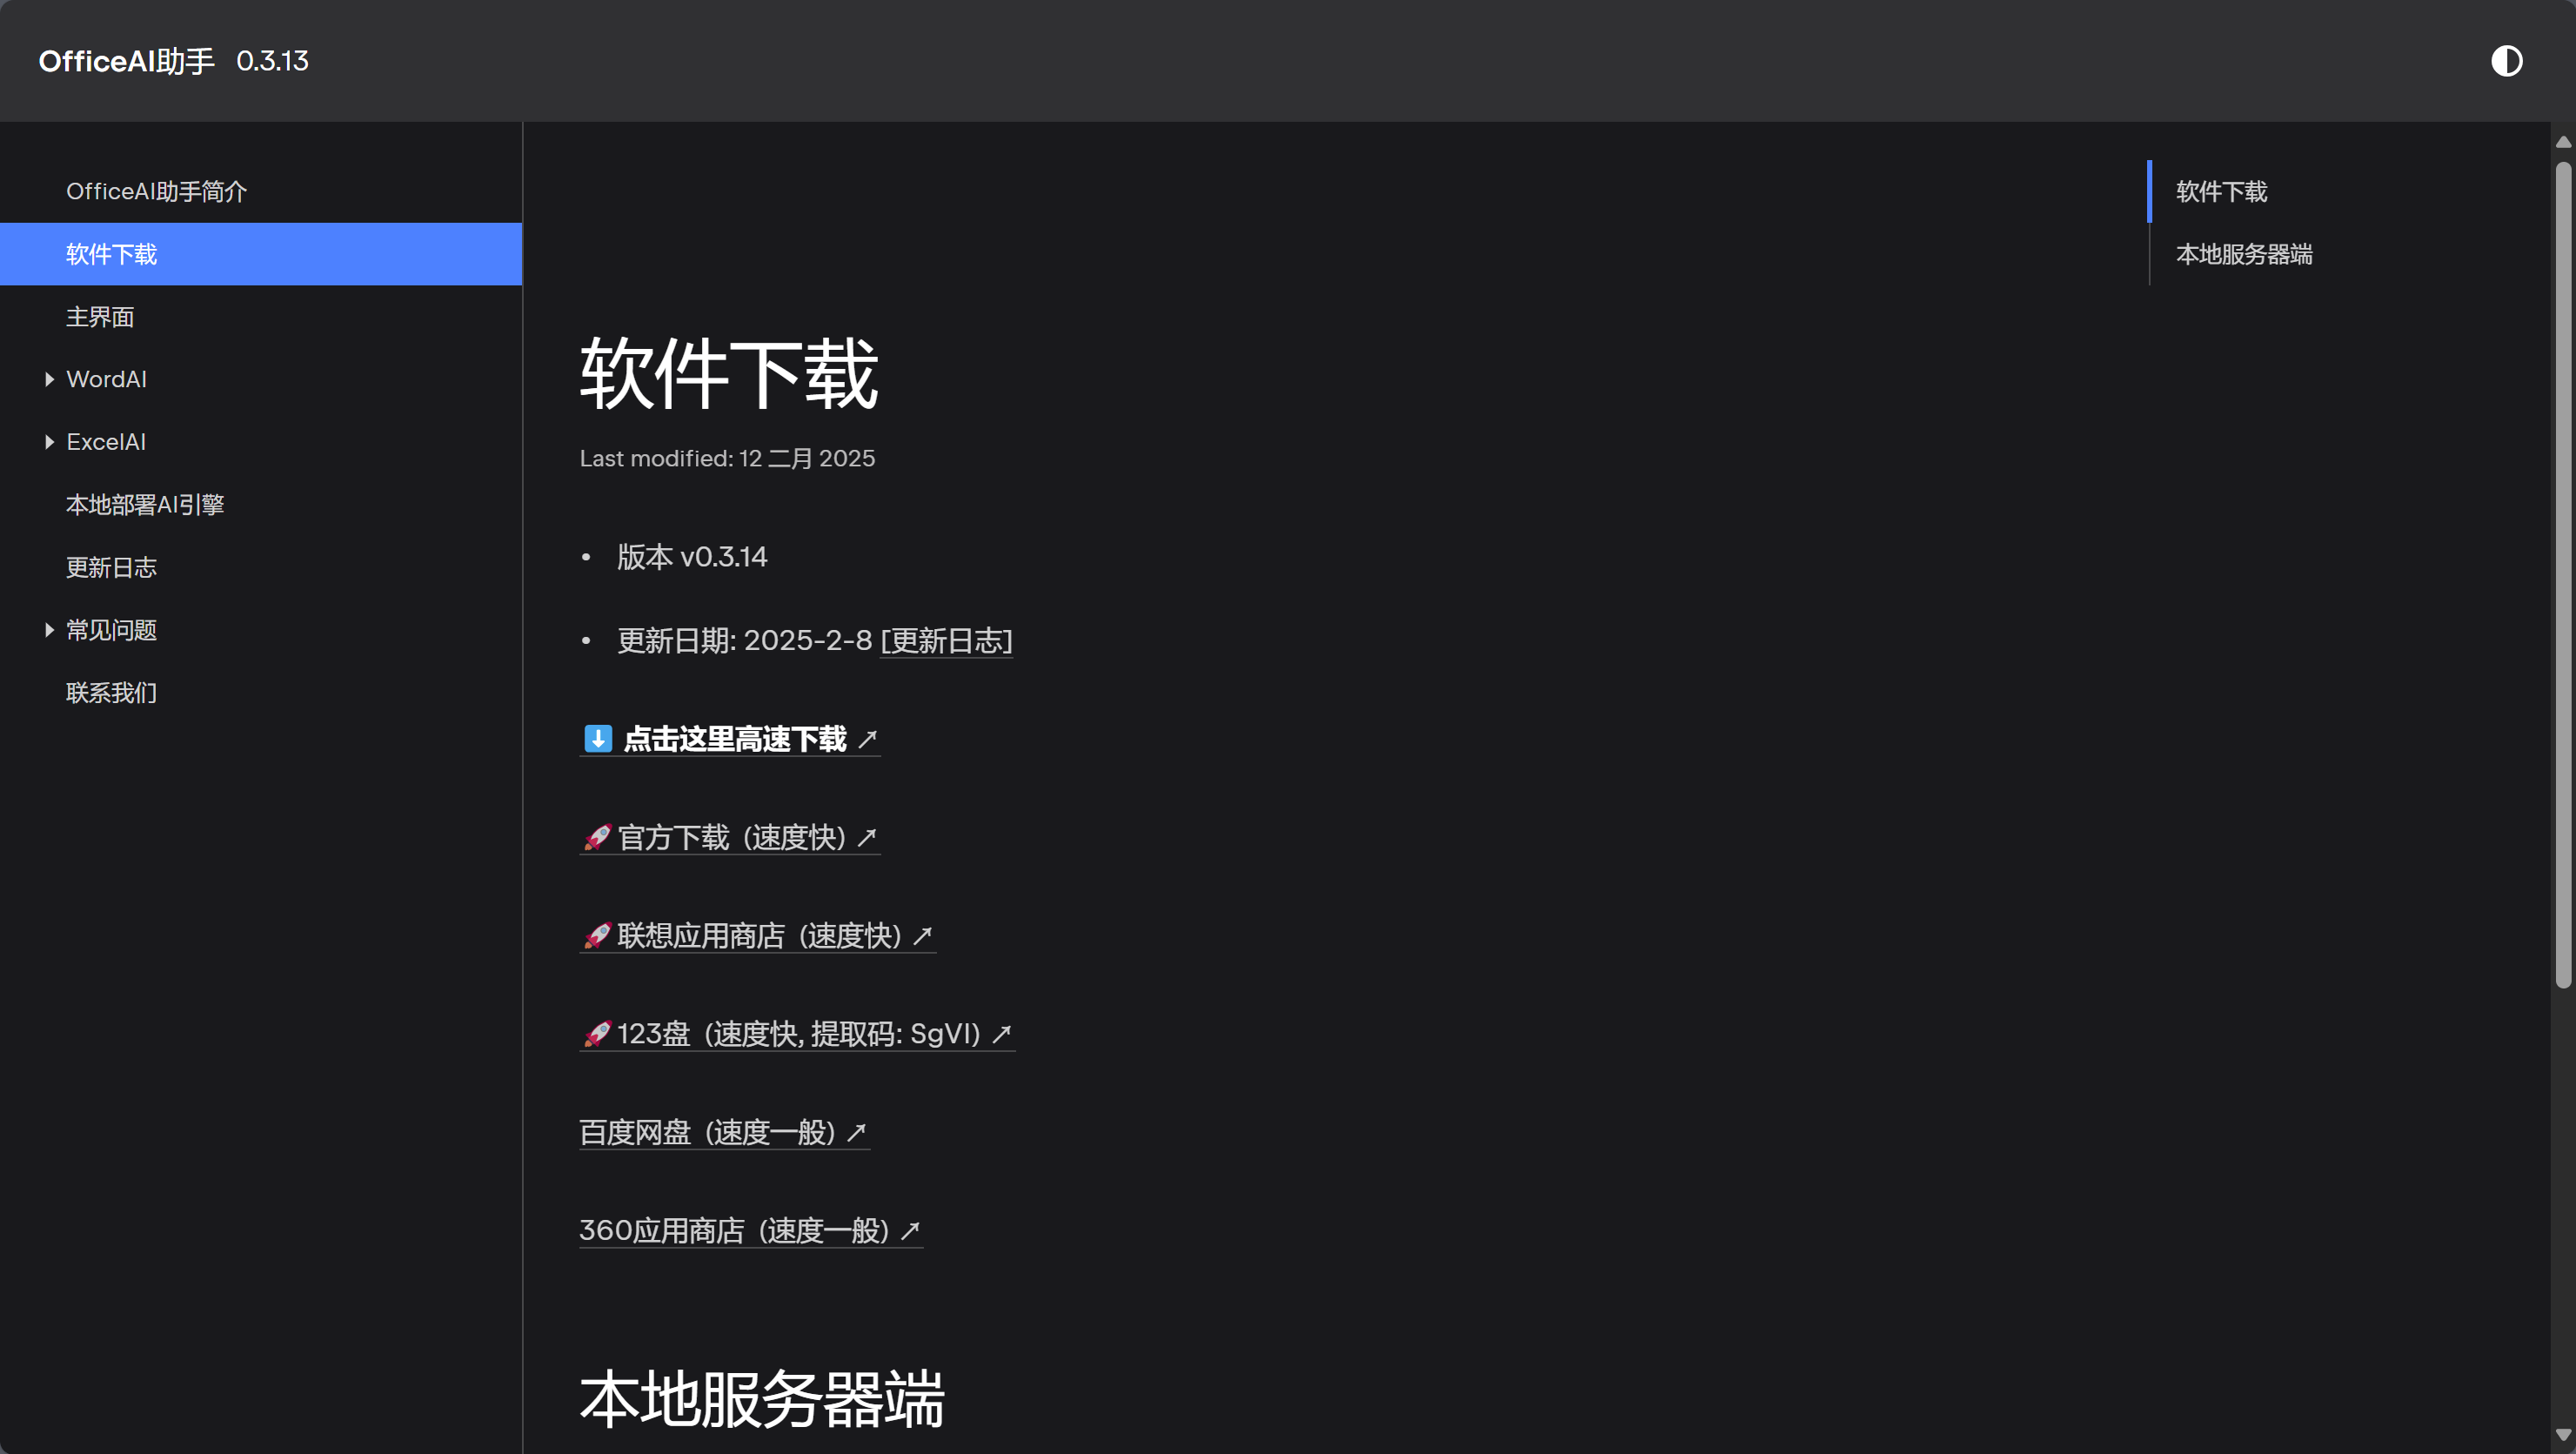 OfficeAI助手 0.3.13
OfficeAI助手简介
软件下载
主界面
WordAI
ExcelAI
本地部署AI引擎
更新日志
常见问题
联系我们
软件下载
Last modified: 12 二月 2025
• 版本 v0.3.14
• 更新日期: 2025-2-8 [更新日志]
点击这里高速下载
官方下载（速度快）
联想应用商店（速度快）
123盘（速度快, 提取码: SgVI）
百度网盘（速度一般）
360应用商店（速度一般）
本地服务器端
软件下载
本地服务器端